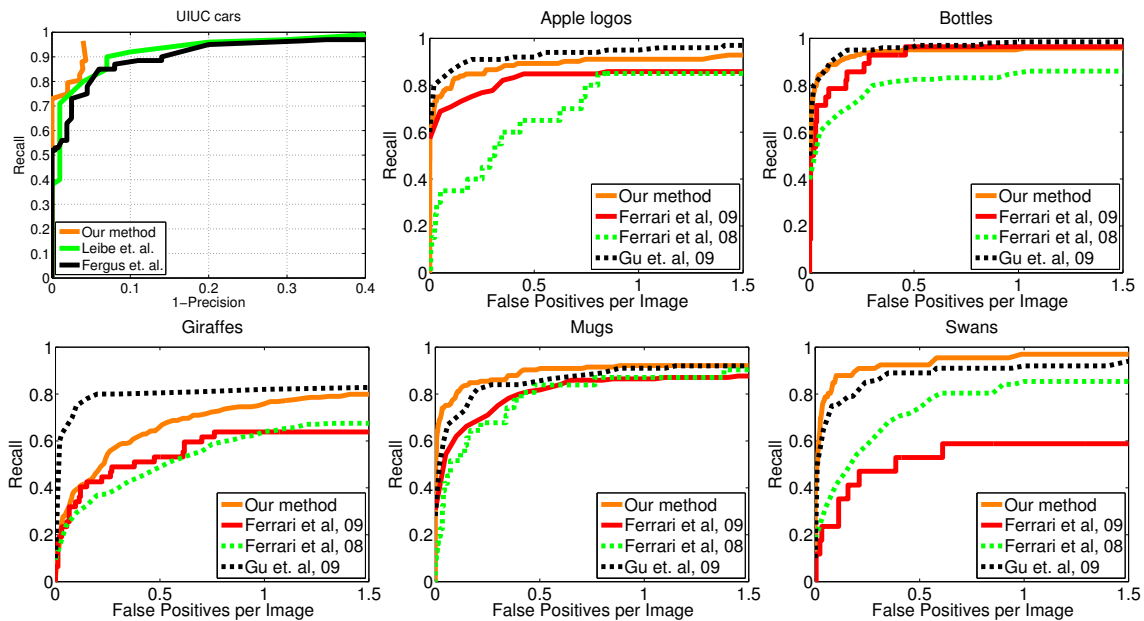 UIUC cars
1
0.9
0.8
0.7
0.6
0.5
0.4
0.3
0.2
0.1
0
Recall
Our method
Leibe et. al.
Fergus et. al.
0 0.1 0.2 0.3 0.4
1−Precision
Apple logos
1
0.8
0.6
0.4
0.2
0
Recall
Our method
Ferrari et al, 09
Ferrari et al, 08
Gu et. al, 09
0 0.5 1 1.5
False Positives per Image
Bottles
1
0.8
0.6
0.4
0.2
0
Recall
Our method
Ferrari et al, 09
Ferrari et al, 08
Gu et. al, 09
0 0.5 1 1.5
False Positives per Image
Giraffes
1
0.8
0.6
0.4
0.2
0
Recall
Our method
Ferrari et al, 09
Ferrari et al, 08
Gu et. al, 09
0 0.5 1 1.5
False Positives per Image
Mugs
1
0.8
0.6
0.4
0.2
0
Recall
Our method
Ferrari et al, 09
Ferrari et al, 08
Gu et. al, 09
0 0.5 1 1.5
False Positives per Image
Swans
1
0.8
0.6
0.4
0.2
0
Recall
Our method
Ferrari et al, 09
Ferrari et al, 08
Gu et. al, 09
0 0.5 1 1.5
False Positives per Image